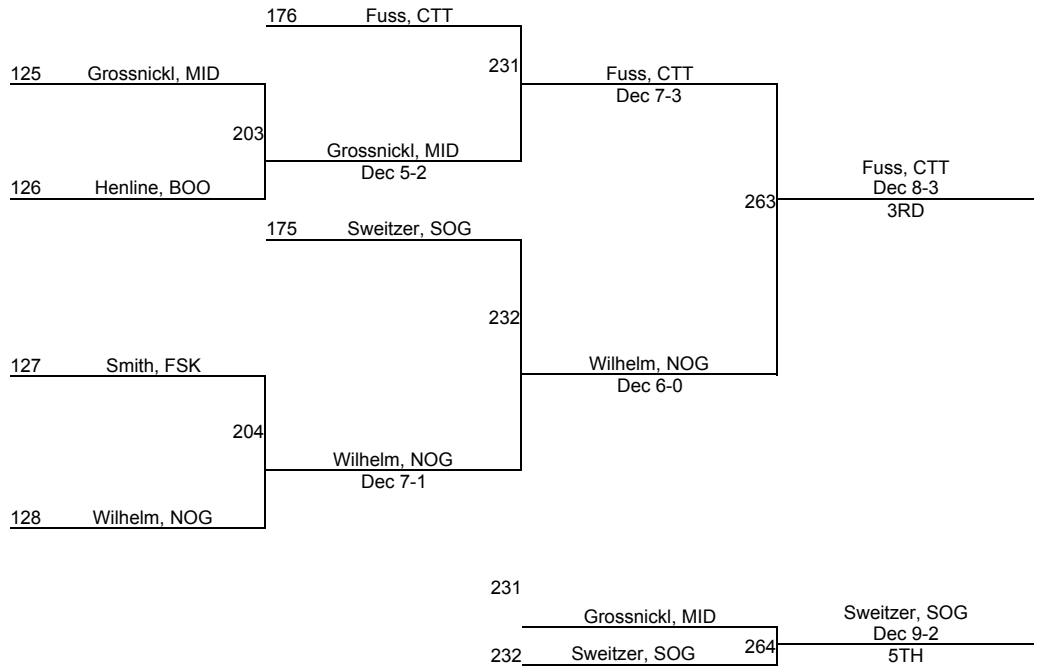 176 Fuss, CTT
125 Grossnickl, MID
231
Fuss, CTT
Dec 7-3
203
Grossnickl, MID
Dec 5-2
126 Henline, BOO
263
Fuss, CTT
Dec 8-3
3RD
175 Sweitzer, SOG
232
127 Smith, FSK
Wilhelm, NOG
Dec 6-0
204
Wilhelm, NOG
Dec 7-1
128 Wilhelm, NOG
231
Grossnickl, MID
232 Sweitzer, SOG
264
Sweitzer, SOG
Dec 9-2
5TH